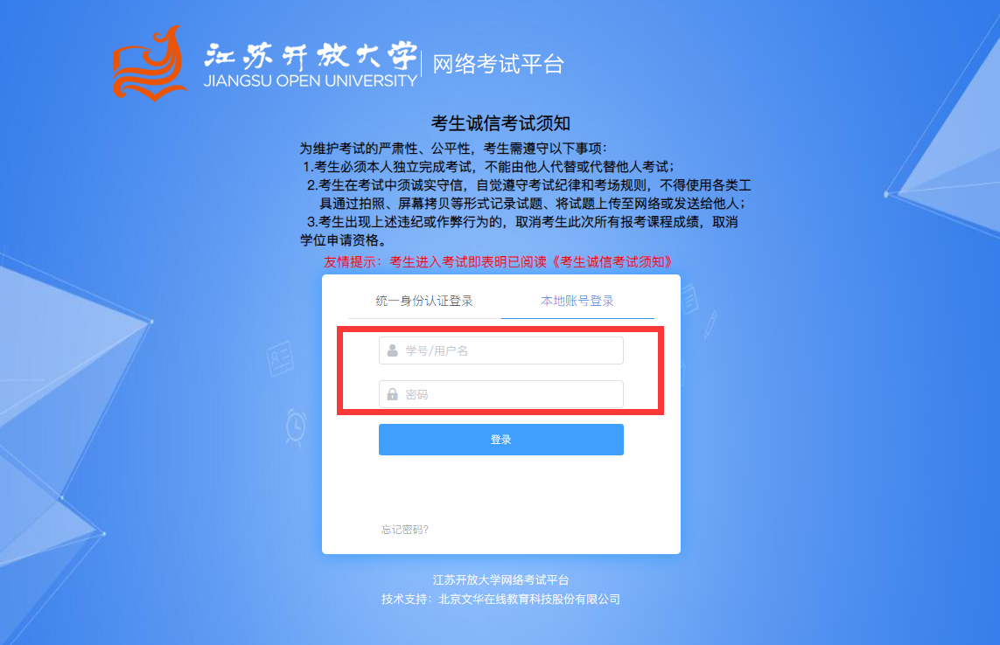 江苏开放大学
JIANGSU OPEN UNIVERSITY
网络考试平台
考生诚信考试须知
为维护考试的严肃性、公平性，考生需遵守以下事项：
1.考生必须本人独立完成考试，不能由他人代替或代替他人考试；
2.考生在考试中须诚实守信，自觉遵守考试纪律和考场规则，不得使用各类工
具通过拍照、屏幕拷贝等形式记录试题、将试题上传至网络或发送给他人；
3.考生出现上述违纪或作弊行为的，取消考生此次所有报考课程成绩，取消
学位申请资格。
友情提示：考生进入考试即表明已阅读《考生诚信考试须知》
统一身份认证登录
本地账号登录
学号/用户名
密码
登录
忘记密码?
江苏开放大学网络考试平台
技术支持：北京文华在线教育科技股份有限公司